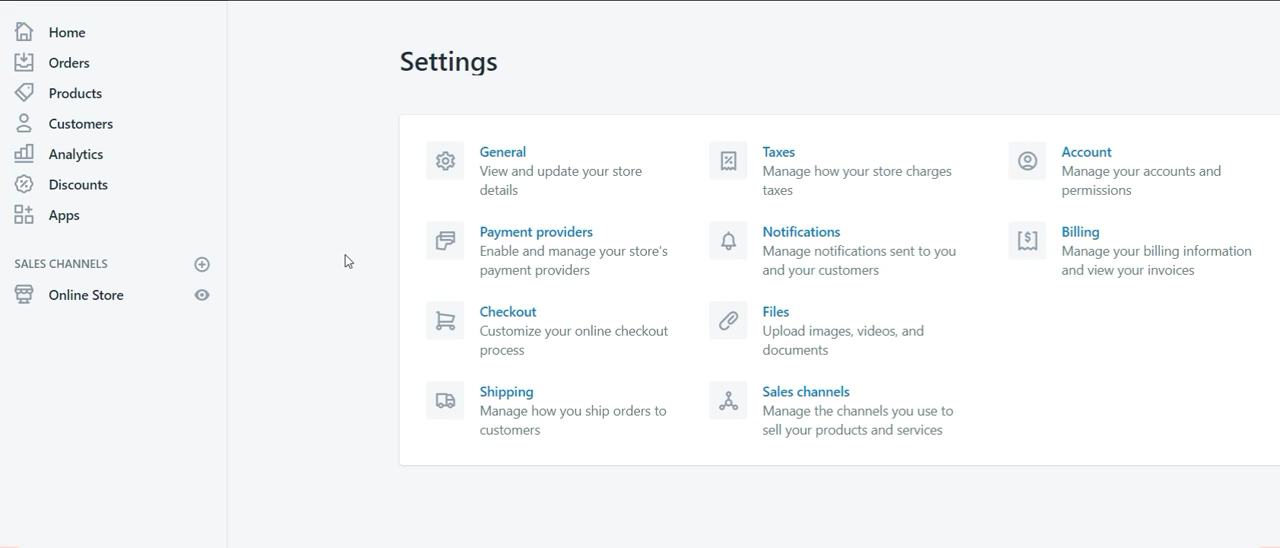 Home
Orders
Products
Customers
Analytics
Discounts
Apps
SALES CHANNELS
Online Store
Settings
General
View and update your store
details
Taxes
Manage how your store charges
taxes
Account
Manage your accounts and
permissions
Payment providers
Enable and manage your store's
payment providers
Notifications
Manage notifications sent to you
and your customers
Billing
Manage your billing information
and view your invoices
Checkout
Customize your online checkout
process
Files
Upload images, videos, and
documents
Shipping
Manage how you ship orders to
customers
Sales channels
Manage the channels you use to
sell your products and services